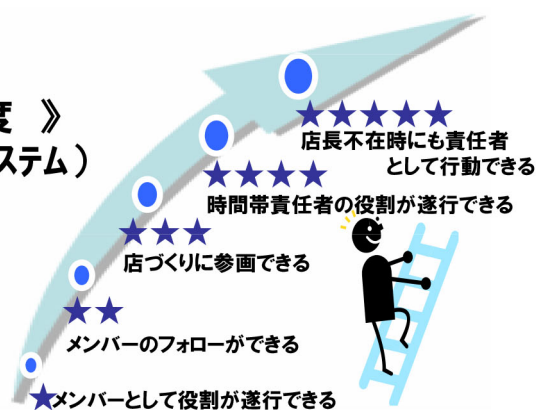 度 》
ステム）
★★★★★
店長不在時にも責任者
として行動できる
★★★★
時間帯責任者の役割が遂行できる
★★★
店づくりに参画できる
★★
メンバーのフォローができる
★メンバーとして役割が遂行できる